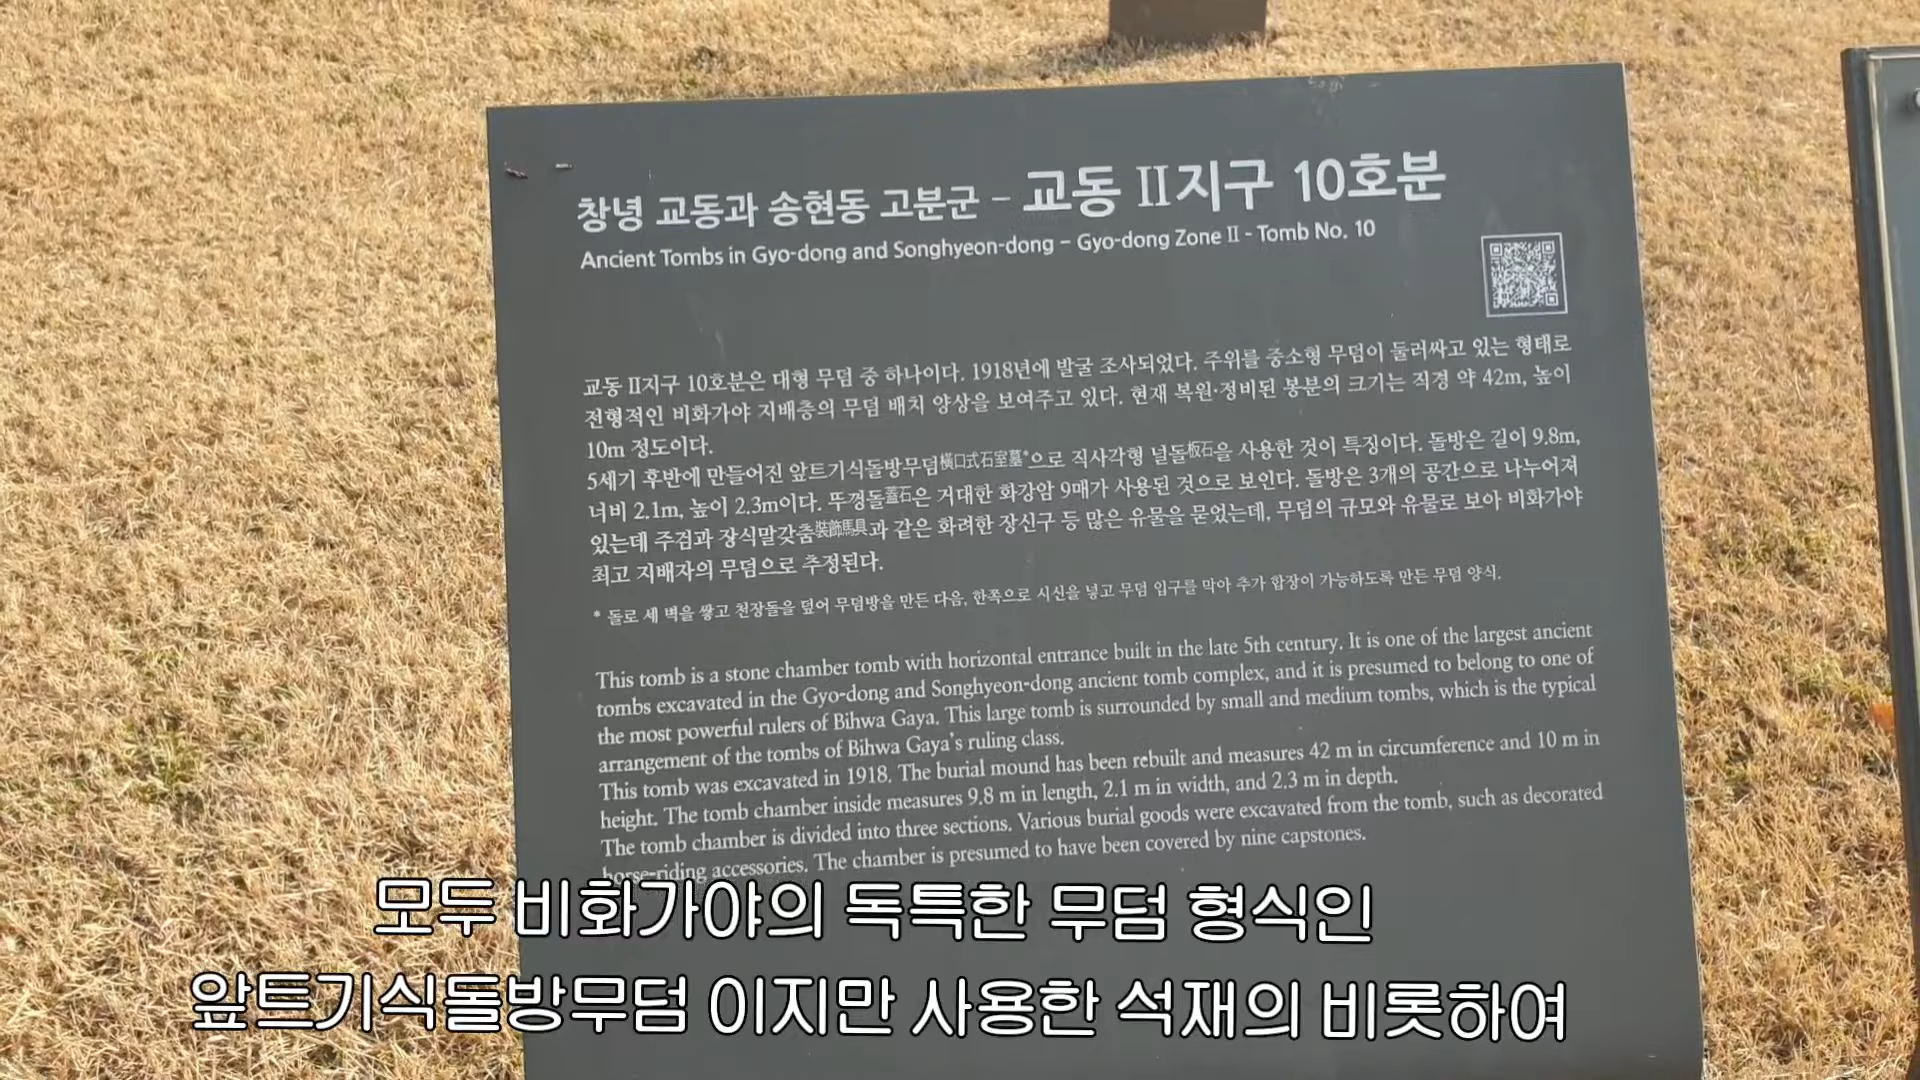 창녕 교동과 송현동 고분군 – 교동 Ⅱ지구 10호분
Ancient Tombs in Gyo-dong and Songhyeon-dong – Gyo-dong Zone Ⅱ - Tomb No. 10
교동 Ⅱ지구 10호분은 대형 무덤 중 하나이다. 1918년에 발굴 조사되었다. 주위를 중소형 무덤이 둘러싸고 있는 형태로
전형적인 비화가야 지배층의 무덤 배치 양상을 보여주고 있다. 현재 복원·정비된 봉분의 크기는 직경 약 42m, 높이
10m 정도이다.
5세기 후반에 만들어진 앞트기식돌방무덤橫口式石室墓*으로 직사각형 널돌板石을 사용한 것이 특징이다. 돌방은 길이 9.8m,
너비 2.1m, 높이 2.3m이다. 뚜껑돌蓋石은 거대한 화강암 9매가 사용된 것으로 보인다. 돌방은 3개의 공간으로 나누어져
있는데 주검과 장식말갖춤裝飾馬具과 같은 화려한 장신구 등 많은 유물을 묻었는데, 무덤의 규모와 유물로 보아 비화가야
최고 지배자의 무덤으로 추정된다.
* 돌로 세 벽을 쌓고 천장돌을 덮어 무덤방을 만든 다음, 한쪽으로 시신을 넣고 무덤 입구를 막아 추가 합장이 가능하도록 만든 무덤 양식.
This tomb is a stone chamber tomb with horizontal entrance built in the late 5th century. It is one of the largest ancient
tombs excavated in the Gyo-dong and Songhyeon-dong ancient tomb complex, and it is presumed to belong to one of
the most powerful rulers of Bihwa Gaya. This large tomb is surrounded by small and medium tombs, which is the typical
arrangement of the tombs of Bihwa Gaya's ruling class.
This tomb was excavated in 1918. The burial mound has been rebuilt and measures 42 m in circumference and 10 m in
height. The tomb chamber inside measures 9.8 m in length, 2.1 m in width, and 2.3 m in depth.
The tomb chamber is divided into three sections. Various burial goods were excavated from the tomb, such as decorated
horse-riding accessories. The chamber is presumed to have been covered by nine capstones.
모두 비화가야의 독특한 무덤 형식인
앞트기식돌방무덤 이지만 사용한 석재의 비롯하여